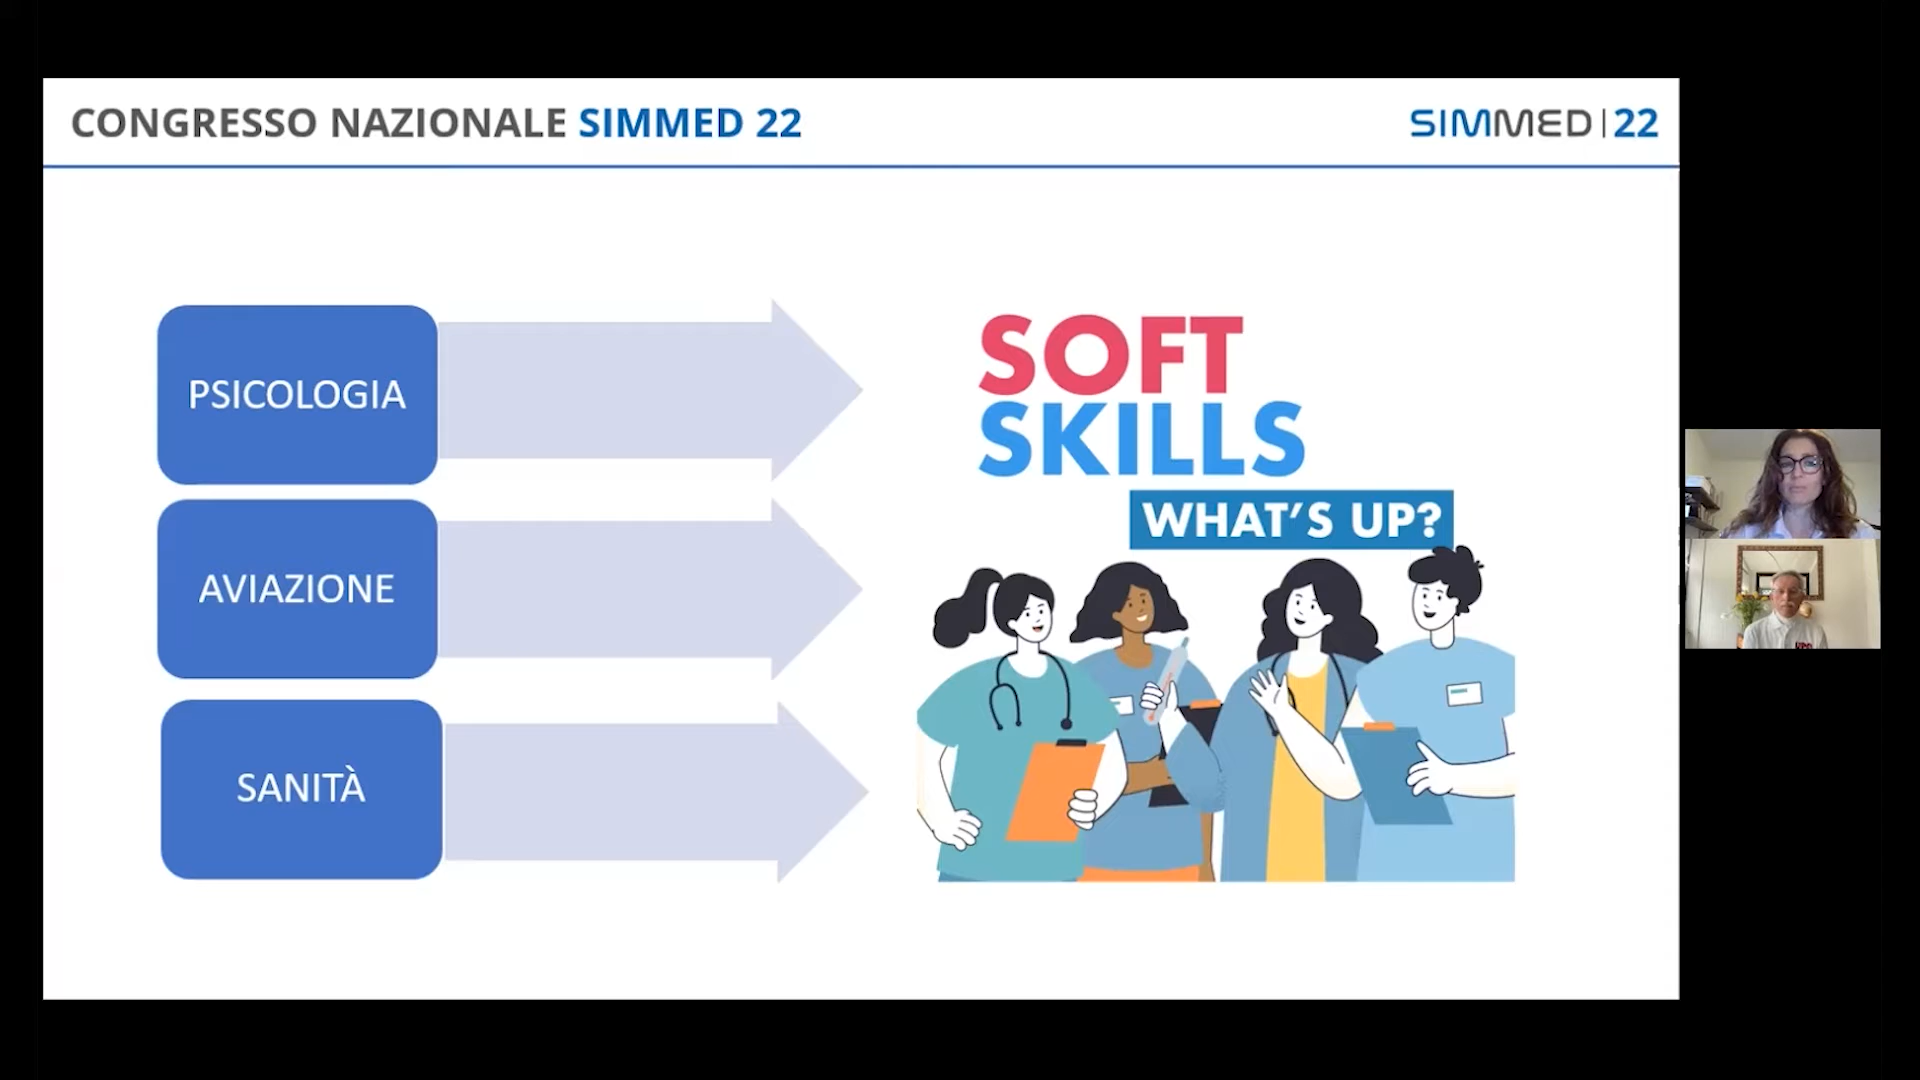 CONGRESSO NAZIONALE SIMMED 22
SIMMED|22
PSICOLOGIA
AVIAZIONE
SANITÀ
SOFT
SKILLS
WHAT'S UP?